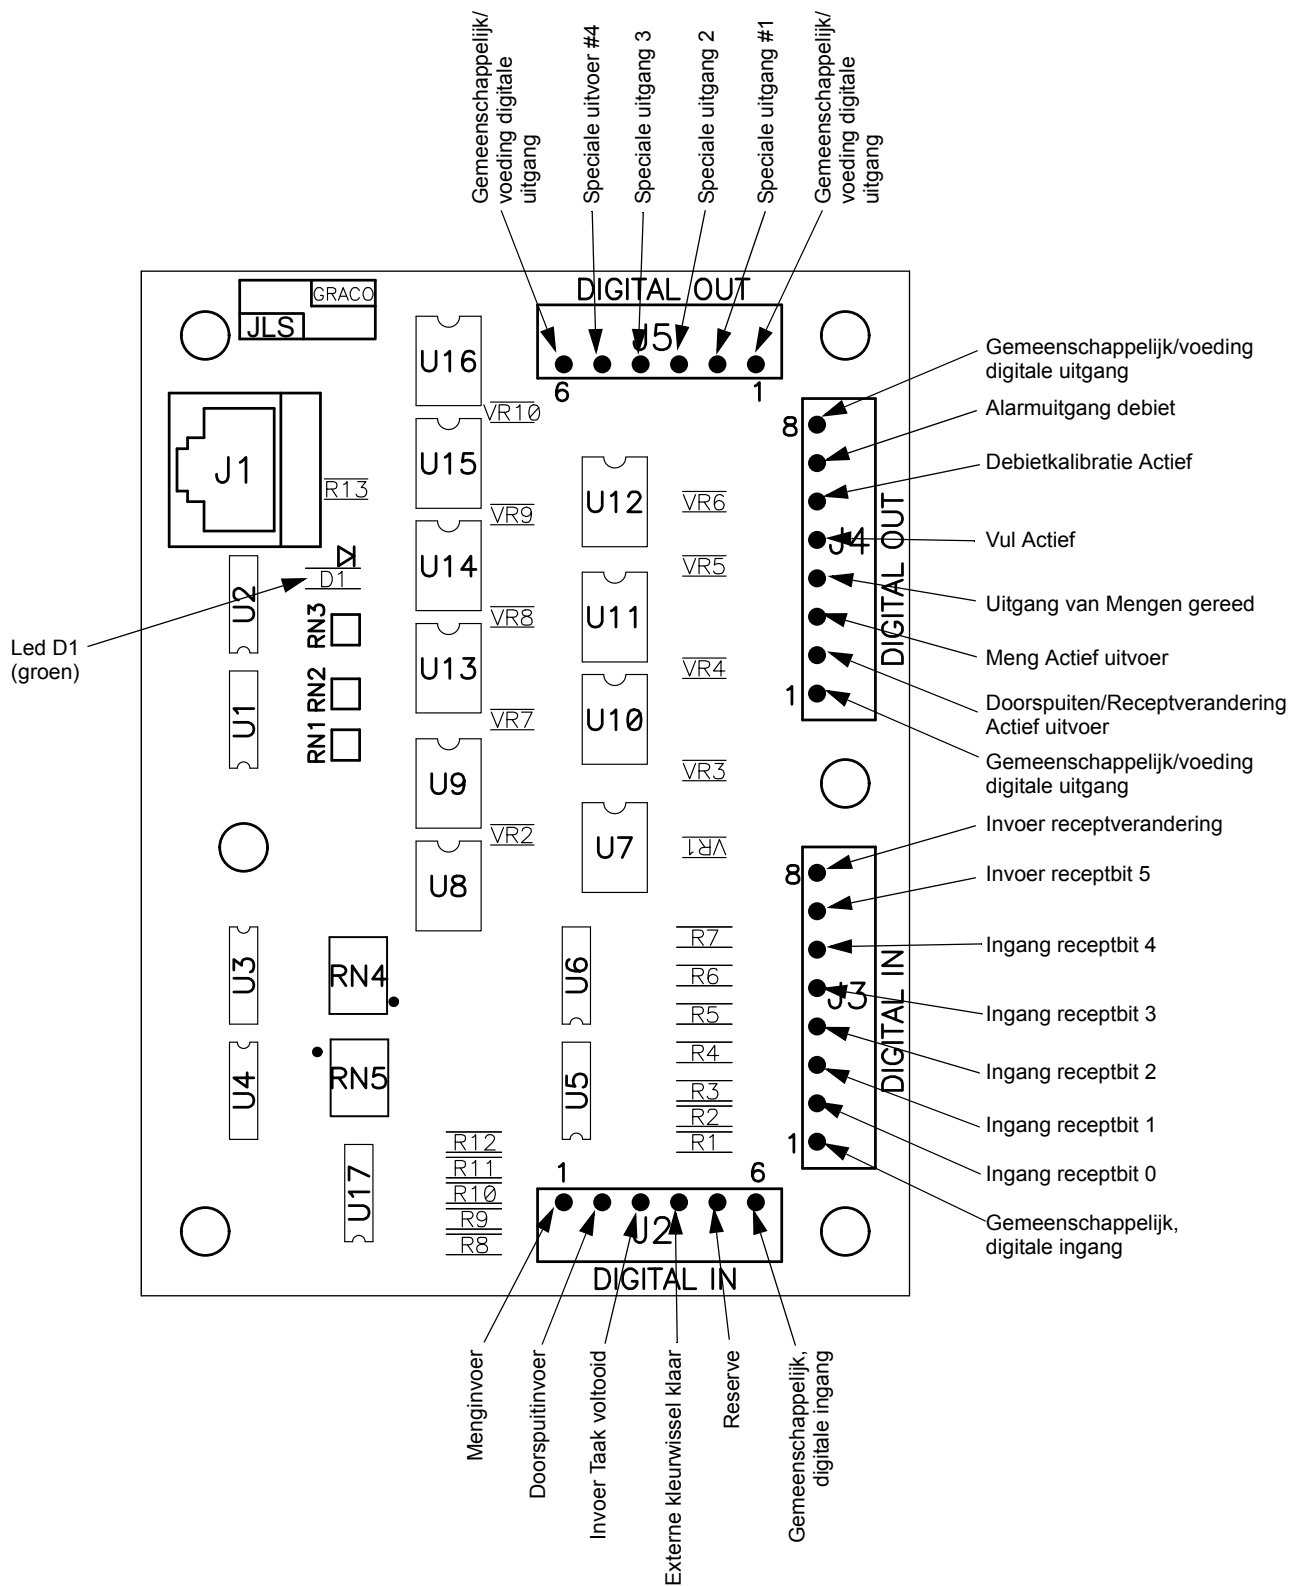 Gemeenschappelijk/
voeding digitale
uitgang
Speciale uitvoer #4
Speciale uitgang 3
Speciale uitgang 2
Speciale uitgang #1
Gemeenschappelijk/
voeding digitale
uitgang
GRACO
JLS
DIGITAL OUT
J5
6
1
U16
VR10
J1
R13
U15
VR9
U12
VR6
U14
VR8
U11
VR5
D1
U2
RN3
Led D1
(groen)
U13
VR7
U10
VR4
RN2
U1
RN1
U9
VR2
VR3
U7
VR1
U8
8
J4
DIGITAL OUT
1
Gemeenschappelijk/voeding
digitale uitgang
Alarmuitgang debiet
Debietkalibratie Actief
Vul Actief
Uitgang van Mengen gereed
Meng Actief uitvoer
Doorspuiten/Receptverandering
Actief uitvoer
Gemeenschappelijk/voeding
digitale uitgang
Invoer receptverandering
Invoer receptbit 5
Ingang receptbit 4
Ingang receptbit 3
Ingang receptbit 2
Ingang receptbit 1
Ingang receptbit 0
Gemeenschappelijk,
digitale ingang
8
J3
DIGITAL IN
1
U3
RN4
U6
R7
R6
R5
U4
RN5
U5
R4
R3
R2
R1
U17
R12
R11
R10
R9
R8
1
6
J2
DIGITAL IN
Menginvoer
Doorspuitinvoer
Invoer Taak voltooid
Externe kleurwissel klaar
Reserve
Gemeenschappelijk,
digitale ingang